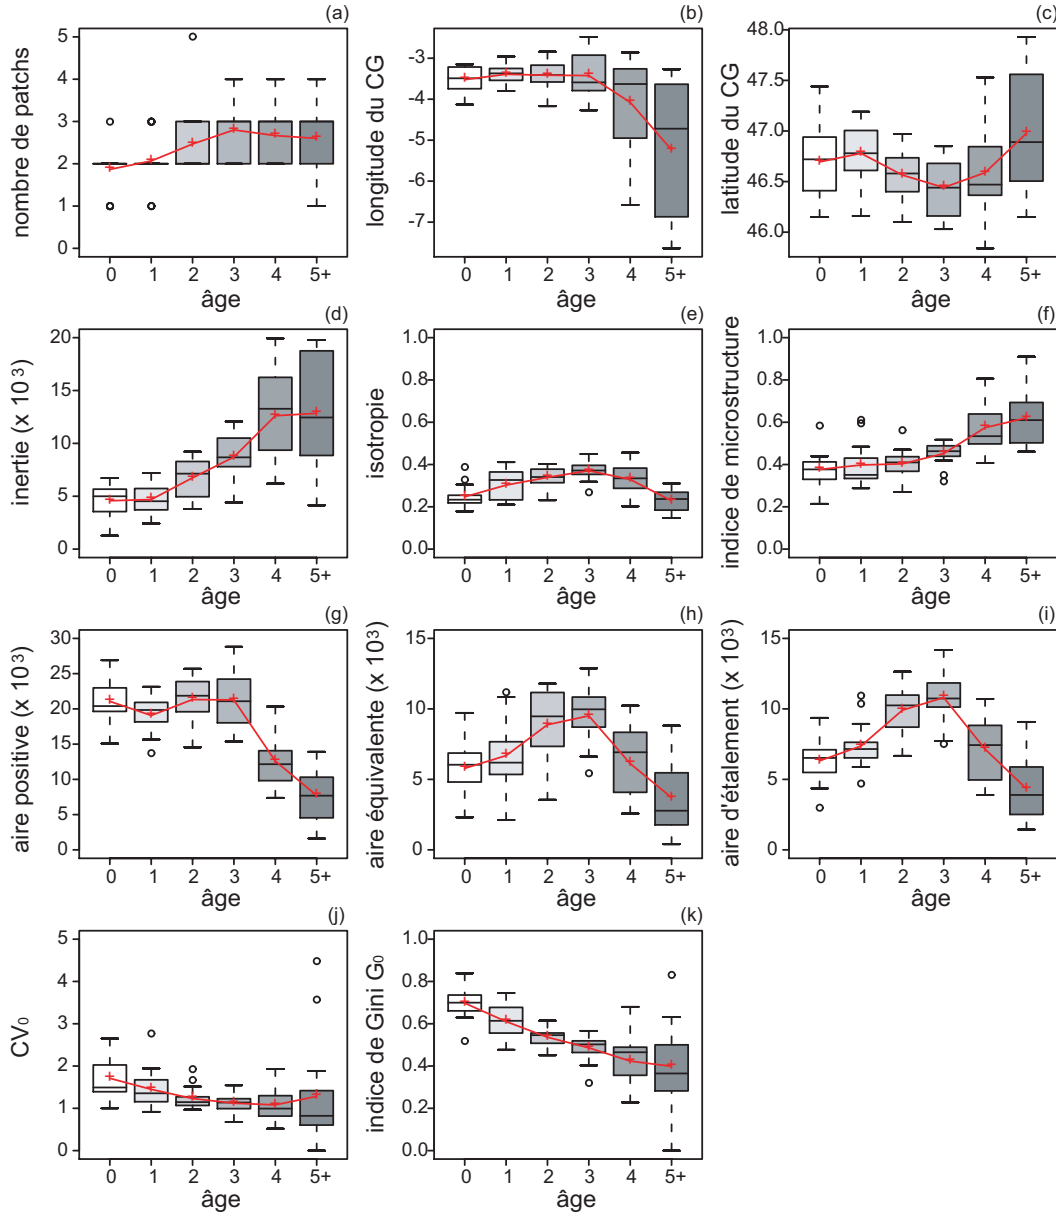 (a)
nombre de patchs
5
4
3
2
1
0
0 1 2 3 4 5+
âge
(b)
longitude du CG
-3
-4
-5
-6
-7
0 1 2 3 4 5+
âge
(c)
latitude du CG
48.0
47.5
47.0
46.5
46.0
0 1 2 3 4 5+
âge
(d)
inertie (x 10³)
20
15
10
5
0
0 1 2 3 4 5+
âge
(e)
isotropie
1.0
0.8
0.6
0.4
0.2
0.0
0 1 2 3 4 5+
âge
(f)
indice de microstructure
1.0
0.8
0.6
0.4
0.2
0.0
0 1 2 3 4 5+
âge
(g)
aire positive (x 10³)
30
25
20
15
10
5
0
0 1 2 3 4 5+
âge
(h)
aire équivalente (x 10³)
15
10
5
0
0 1 2 3 4 5+
âge
(i)
aire d'étalement (x 10³)
15
10
5
0
0 1 2 3 4 5+
âge
(j)
CV₀
5
4
3
2
1
0
0 1 2 3 4 5+
âge
(k)
indice de Gini G₀
1.0
0.8
0.6
0.4
0.2
0.0
0 1 2 3 4 5+
âge